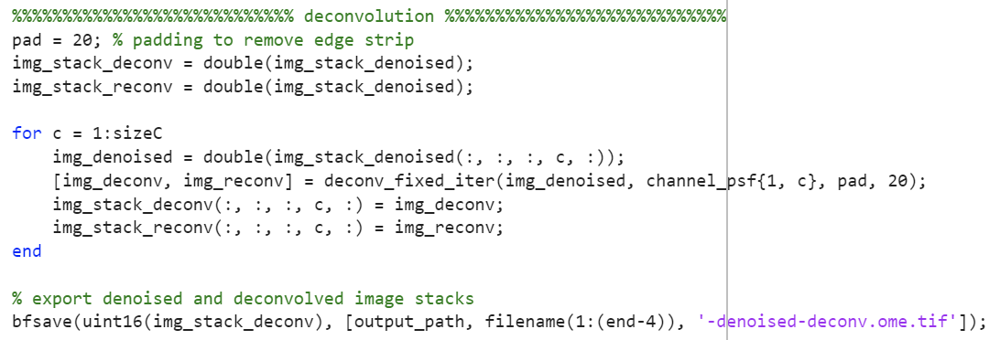 %%%%%%%%%%%%%%%%%%%%%%%%%%%% deconvolution %%%%%%%%%%%%%%%%%%%%%%%%%%%%
pad = 20; % padding to remove edge strip
img_stack_deconv = double(img_stack_denoised);
img_stack_reconv = double(img_stack_denoised);

for c = 1:sizeC
    img_denoised = double(img_stack_denoised(:, :, :, c, :));
    [img_deconv, img_reconv] = deconv_fixed_iter(img_denoised, channel_psf{1, c}, pad, 20);
    img_stack_deconv(:, :, :, c, :) = img_deconv;
    img_stack_reconv(:, :, :, c, :) = img_reconv;
end

% export denoised and deconvolved image stacks
bfsave(uint16(img_stack_deconv), [output_path, filename(1:(end-4)), '-denoised-deconv.ome.tif']);